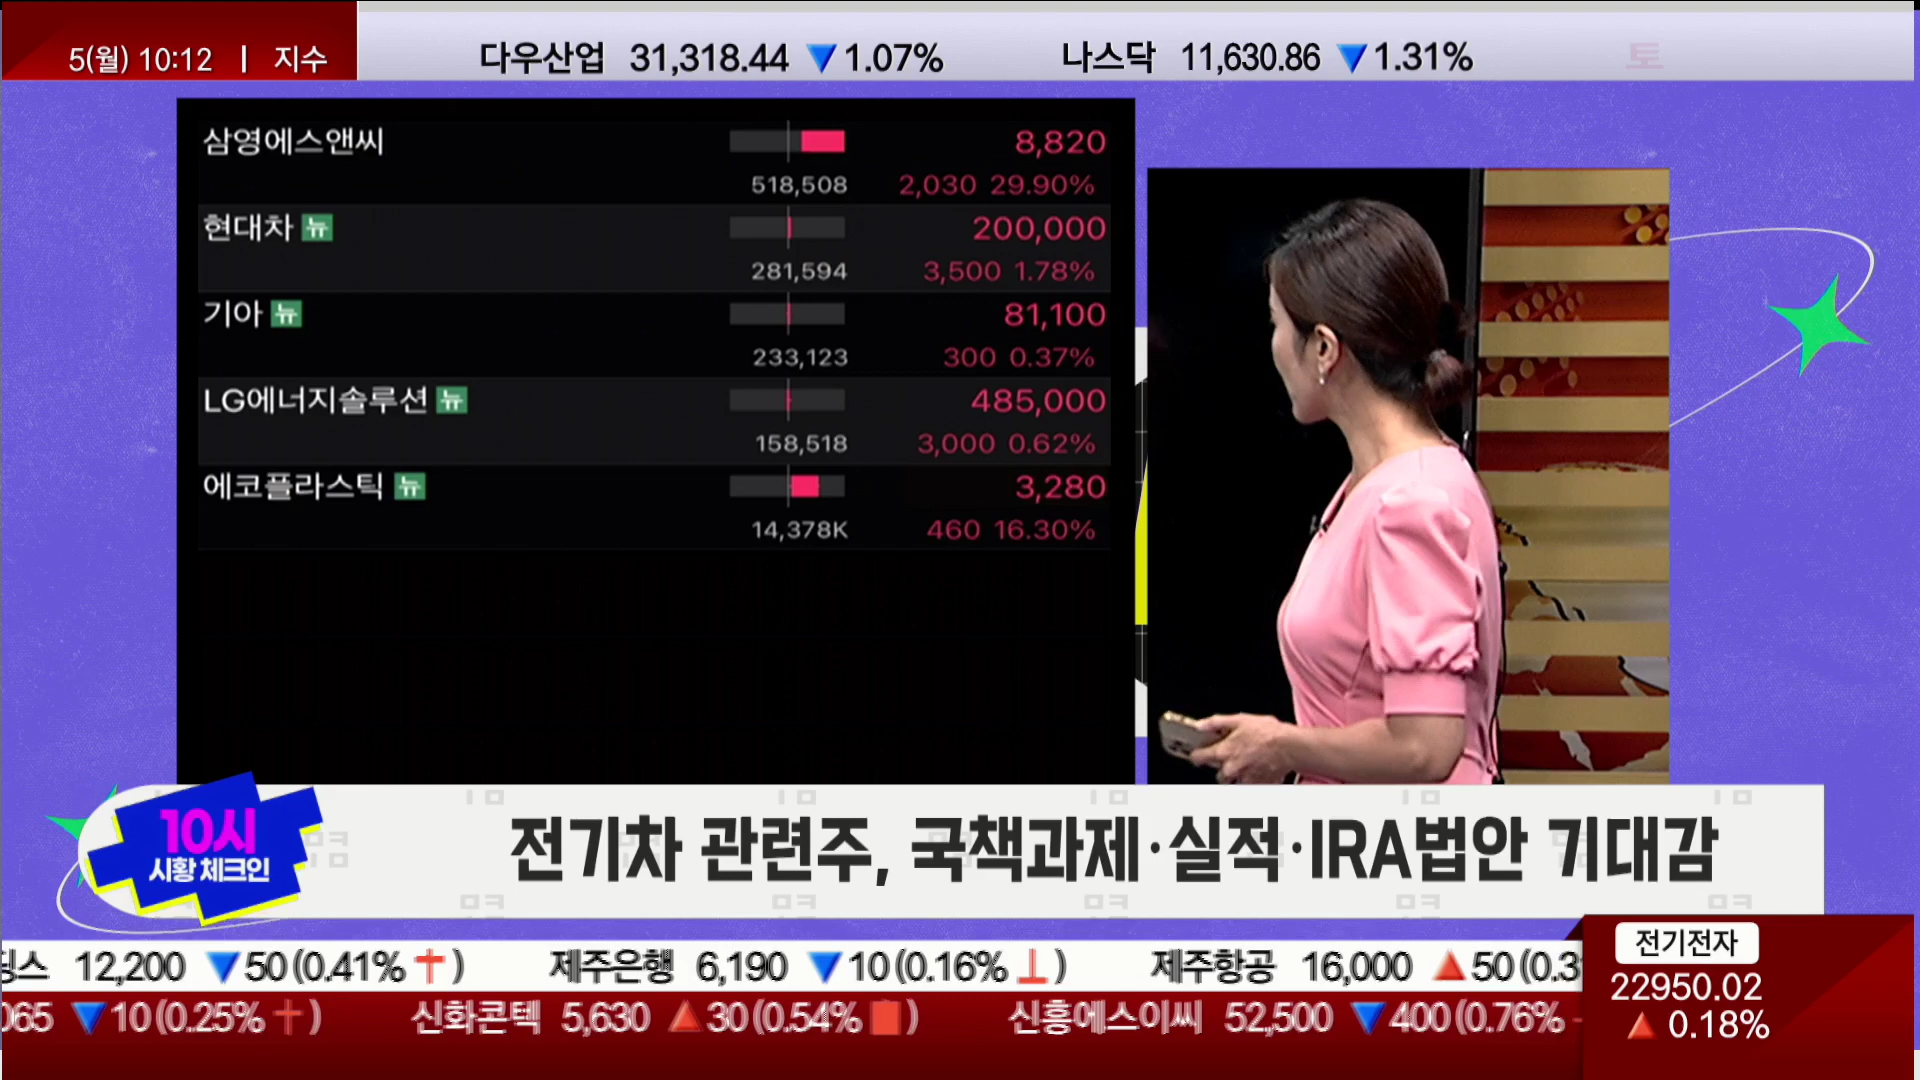 5(월) 10:12 | 지수
다우산업 31,318.44 ▼1.07%
나스닥 11,630.86 ▼1.31%
토
삼영에스앤씨 8,820
518,508 2,030 29.90%
현대차 뉴 200,000
281,594 3,500 1.78%
기아 뉴 81,100
233,123 300 0.37%
LG에너지솔루션 뉴 485,000
158,518 3,000 0.62%
에코플라스틱 뉴 3,280
14,378K 460 16.30%
10시
시황 체크인
전기차 관련주, 국책과제·실적·IRA법안 기대감
스 12,200 ▼50(0.41%) 제주은행 6,190 ▼10(0.16%) 제주항공 16,000 ▲50(0.3
065 ▼10(0.25%) 신화콘텍 5,630 ▲30(0.54%) 신흥에스이씨 52,500 ▼400(0.76%
전기전자
22950.02
▲ 0.18%